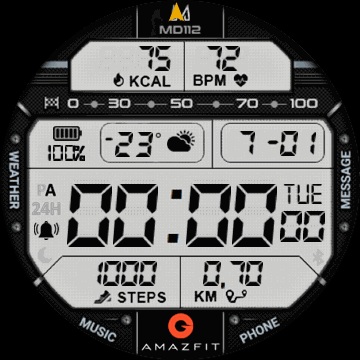 MD112
75 72
KCAL BPM
0 30 50 70 100
100% -23° 7-01
WEATHER
MESSAGE
PA
24H
00:00 TUE
00
1000 0.70
STEPS KM
MUSIC PHONE
AMAZFIT